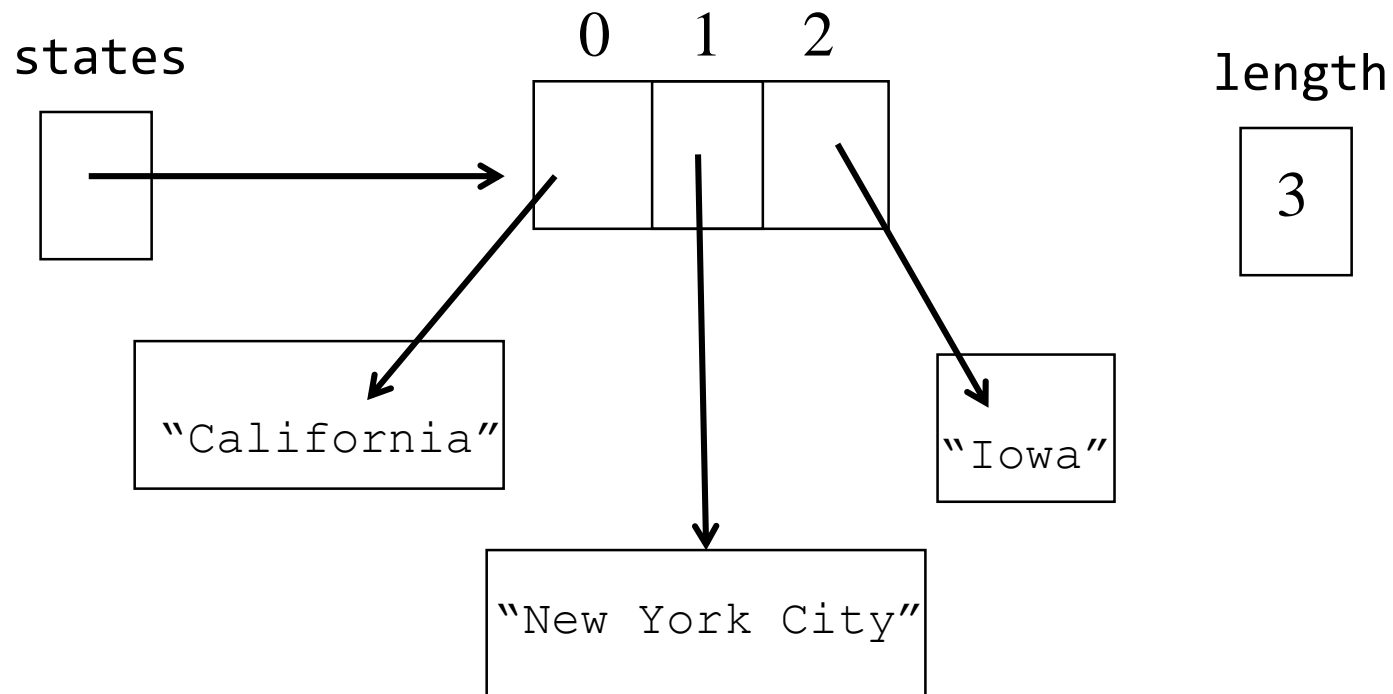 states
0 1 2
length
3
“California”
“Iowa”
“New York City”